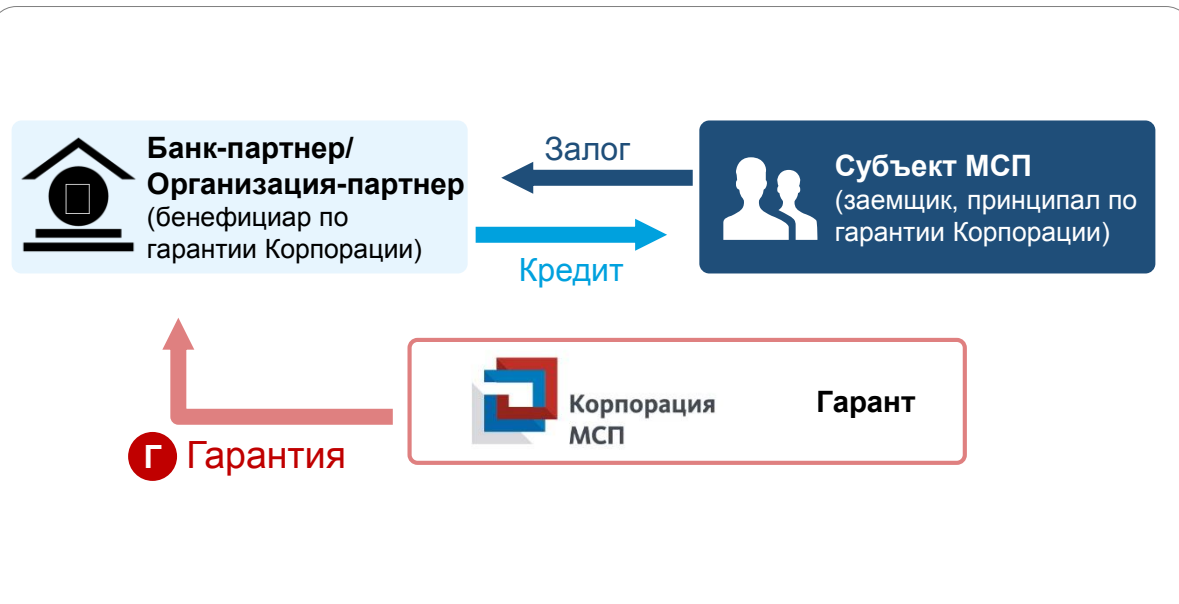 Банк-партнер/
Организация-партнер
(бенефициар по
гарантии Корпорации)
Залог
Кредит
Субъект МСП
(заемщик, принципал по
гарантии Корпорации)
Корпорация
МСП
Гарант
Г Гарантия